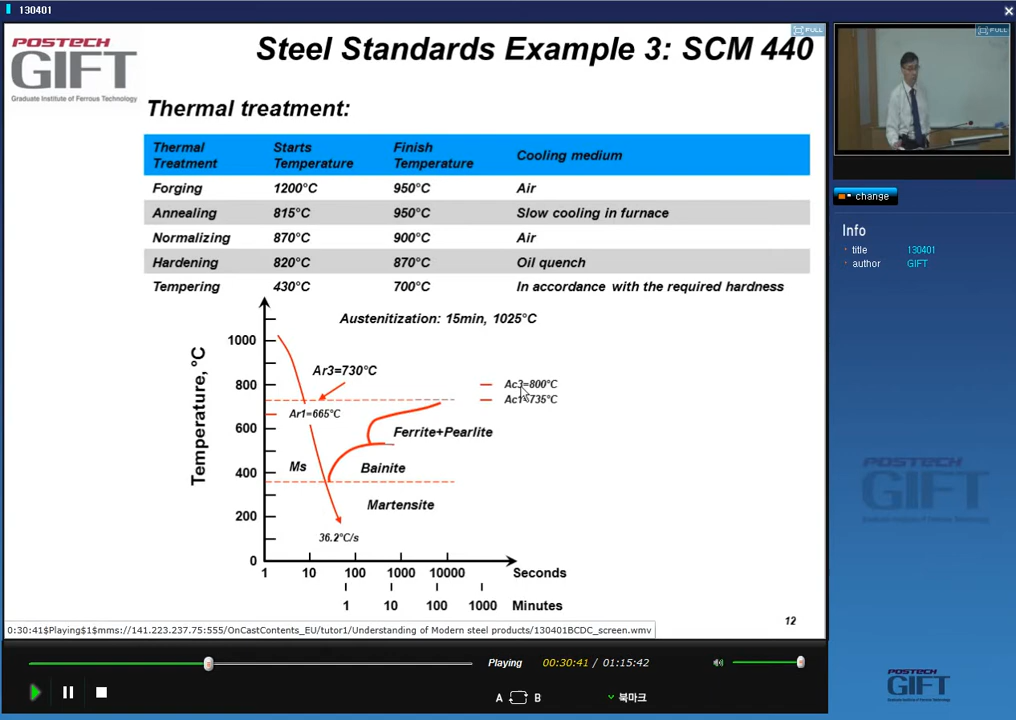 130401
POSTECH
GIFT
Graduate Institute of Ferrous Technology
Steel Standards Example 3: SCM 440
FULL
FULL
Thermal treatment:
Thermal Treatment Starts Temperature Finish Temperature Cooling medium
Forging 1200°C 950°C Air
Annealing 815°C 950°C Slow cooling in furnace
Normalizing 870°C 900°C Air
Hardening 820°C 870°C Oil quench
Tempering 430°C 700°C In accordance with the required hardness
Austenitization: 15min, 1025°C
Temperature, °C
1000
800
600
400
200
0
Ar3=730°C
Ar1=665°C
Ac3=800°C
Ac1=735°C
Ferrite+Pearlite
Ms
Bainite
Martensite
36.2°C/s
1 10 100 1000 10000 Seconds
1 10 100 1000 Minutes
12
0:30:41$Playing$1$mms://141.223.237.75:555/OnCastContents_EU/tutor1/Understanding of Modern steel products/130401BCDC_screen.wmv
change
Info
title 130401
author GIFT
POSTECH
GIFT
Playing 00:30:41 / 01:15:42
A B 북마크
POSTECH
GIFT